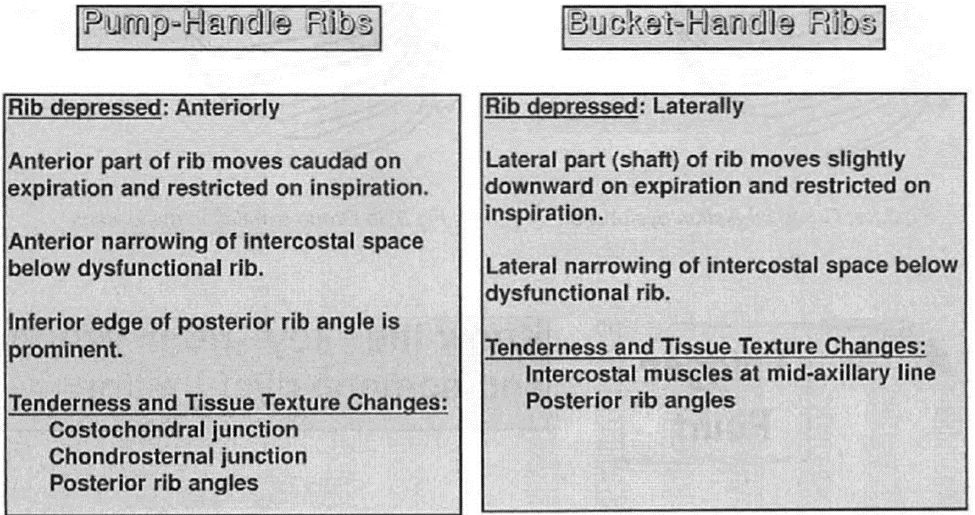 Pump-Handle Ribs
Rib depressed: Anteriorly
Anterior part of rib moves caudad on
expiration and restricted on inspiration.
Anterior narrowing of intercostal space
below dysfunctional rib.
Inferior edge of posterior rib angle is
prominent.
Tenderness and Tissue Texture Changes:
Costochondral junction
Chondrosternal junction
Posterior rib angles
Bucket-Handle Ribs
Rib depressed: Laterally
Lateral part (shaft) of rib moves slightly
downward on expiration and restricted on
inspiration.
Lateral narrowing of intercostal space below
dysfunctional rib.
Tenderness and Tissue Texture Changes:
Intercostal muscles at mid-axillary line
Posterior rib angles